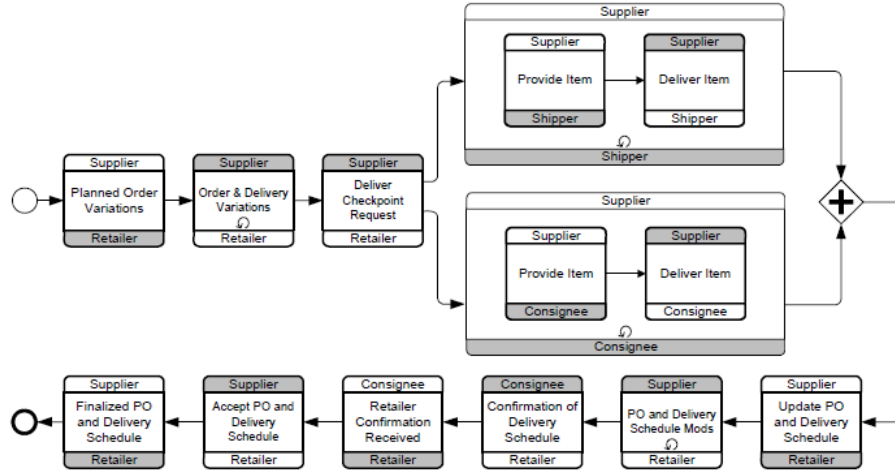 Supplier
Planned Order
Variations
Retailer
Supplier
Order & Delivery
Variations
Retailer
Supplier
Deliver
Checkpoint
Request
Retailer
Supplier
Supplier
Provide Item
Shipper
Supplier
Deliver Item
Shipper
Shipper
Supplier
Supplier
Provide Item
Consignee
Supplier
Deliver Item
Consignee
Consignee
Supplier
Finalized PO
and Delivery
Schedule
Retailer
Supplier
Accept PO and
Delivery
Schedule
Retailer
Consignee
Retailer
Confirmation
Received
Retailer
Consignee
Confirmation of
Delivery
Schedule
Retailer
Supplier
PO and Delivery
Schedule Mods
Retailer
Supplier
Update PO
and Delivery
Schedule
Retailer